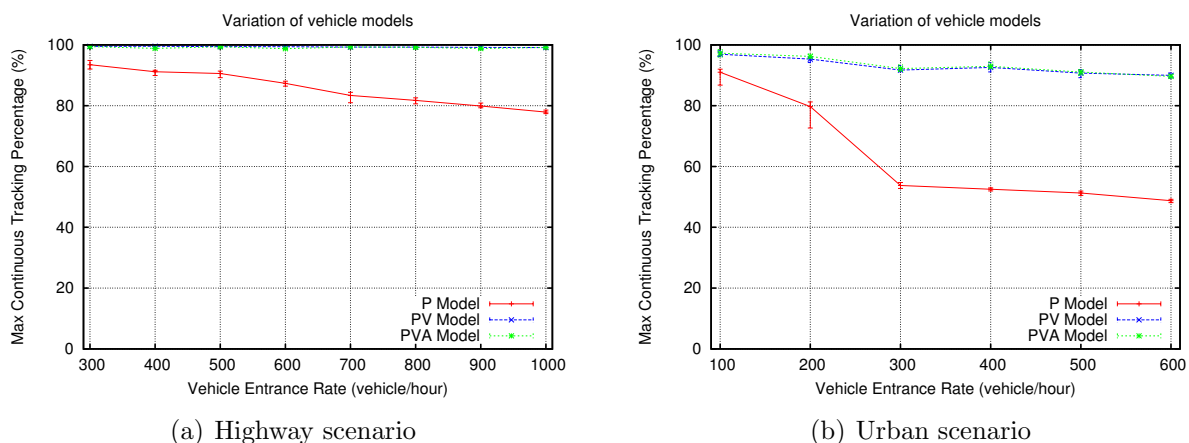 Variation of vehicle models
Max Continuous Tracking Percentage (%)
100
80
60
40
20
0
P Model
PV Model
PVA Model
300 400 500 600 700 800 900 1000
Vehicle Entrance Rate (vehicle/hour)
(a) Highway scenario
Variation of vehicle models
Max Continuous Tracking Percentage (%)
100
80
60
40
20
0
P Model
PV Model
PVA Model
100 200 300 400 500 600
Vehicle Entrance Rate (vehicle/hour)
(b) Urban scenario